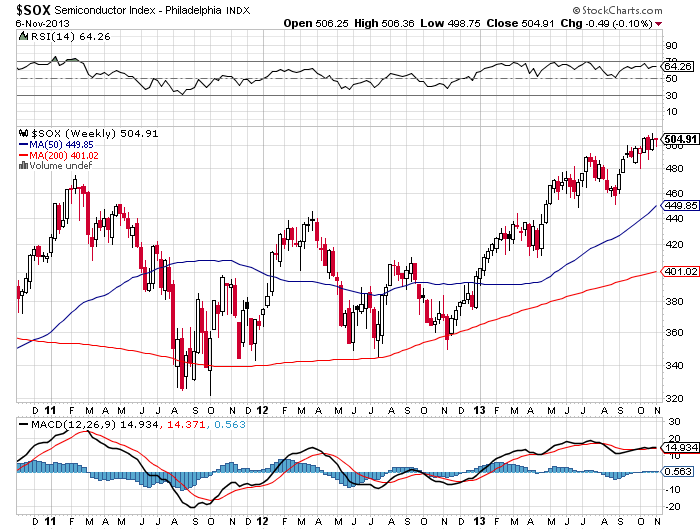 $SOX Semiconductor Index - Philadelphia INDX © StockCharts.com
6-Nov-2013 Open 506.25 High 506.36 Low 498.75 Close 504.91 Chg -0.49 (-0.10%)
RSI(14) 64.26
90
70
64.26
50
30
10
$SOX (Weekly) 504.91
MA(50) 449.85
MA(200) 401.02
Volume undef
504.91
500
480
460
449.85
440
420
401.02
400
380
360
340
320
D 11 F M A M J J A S O N D 12 F M A M J J A S O N D 13 F M A M J J A S O N
MACD(12,26,9) 14.934, 14.371, 0.563
30
20
14.934
10
0.563
-10
-20
D 11 F M A M J J A S O N D 12 F M A M J J A S O N D 13 F M A M J J A S O N